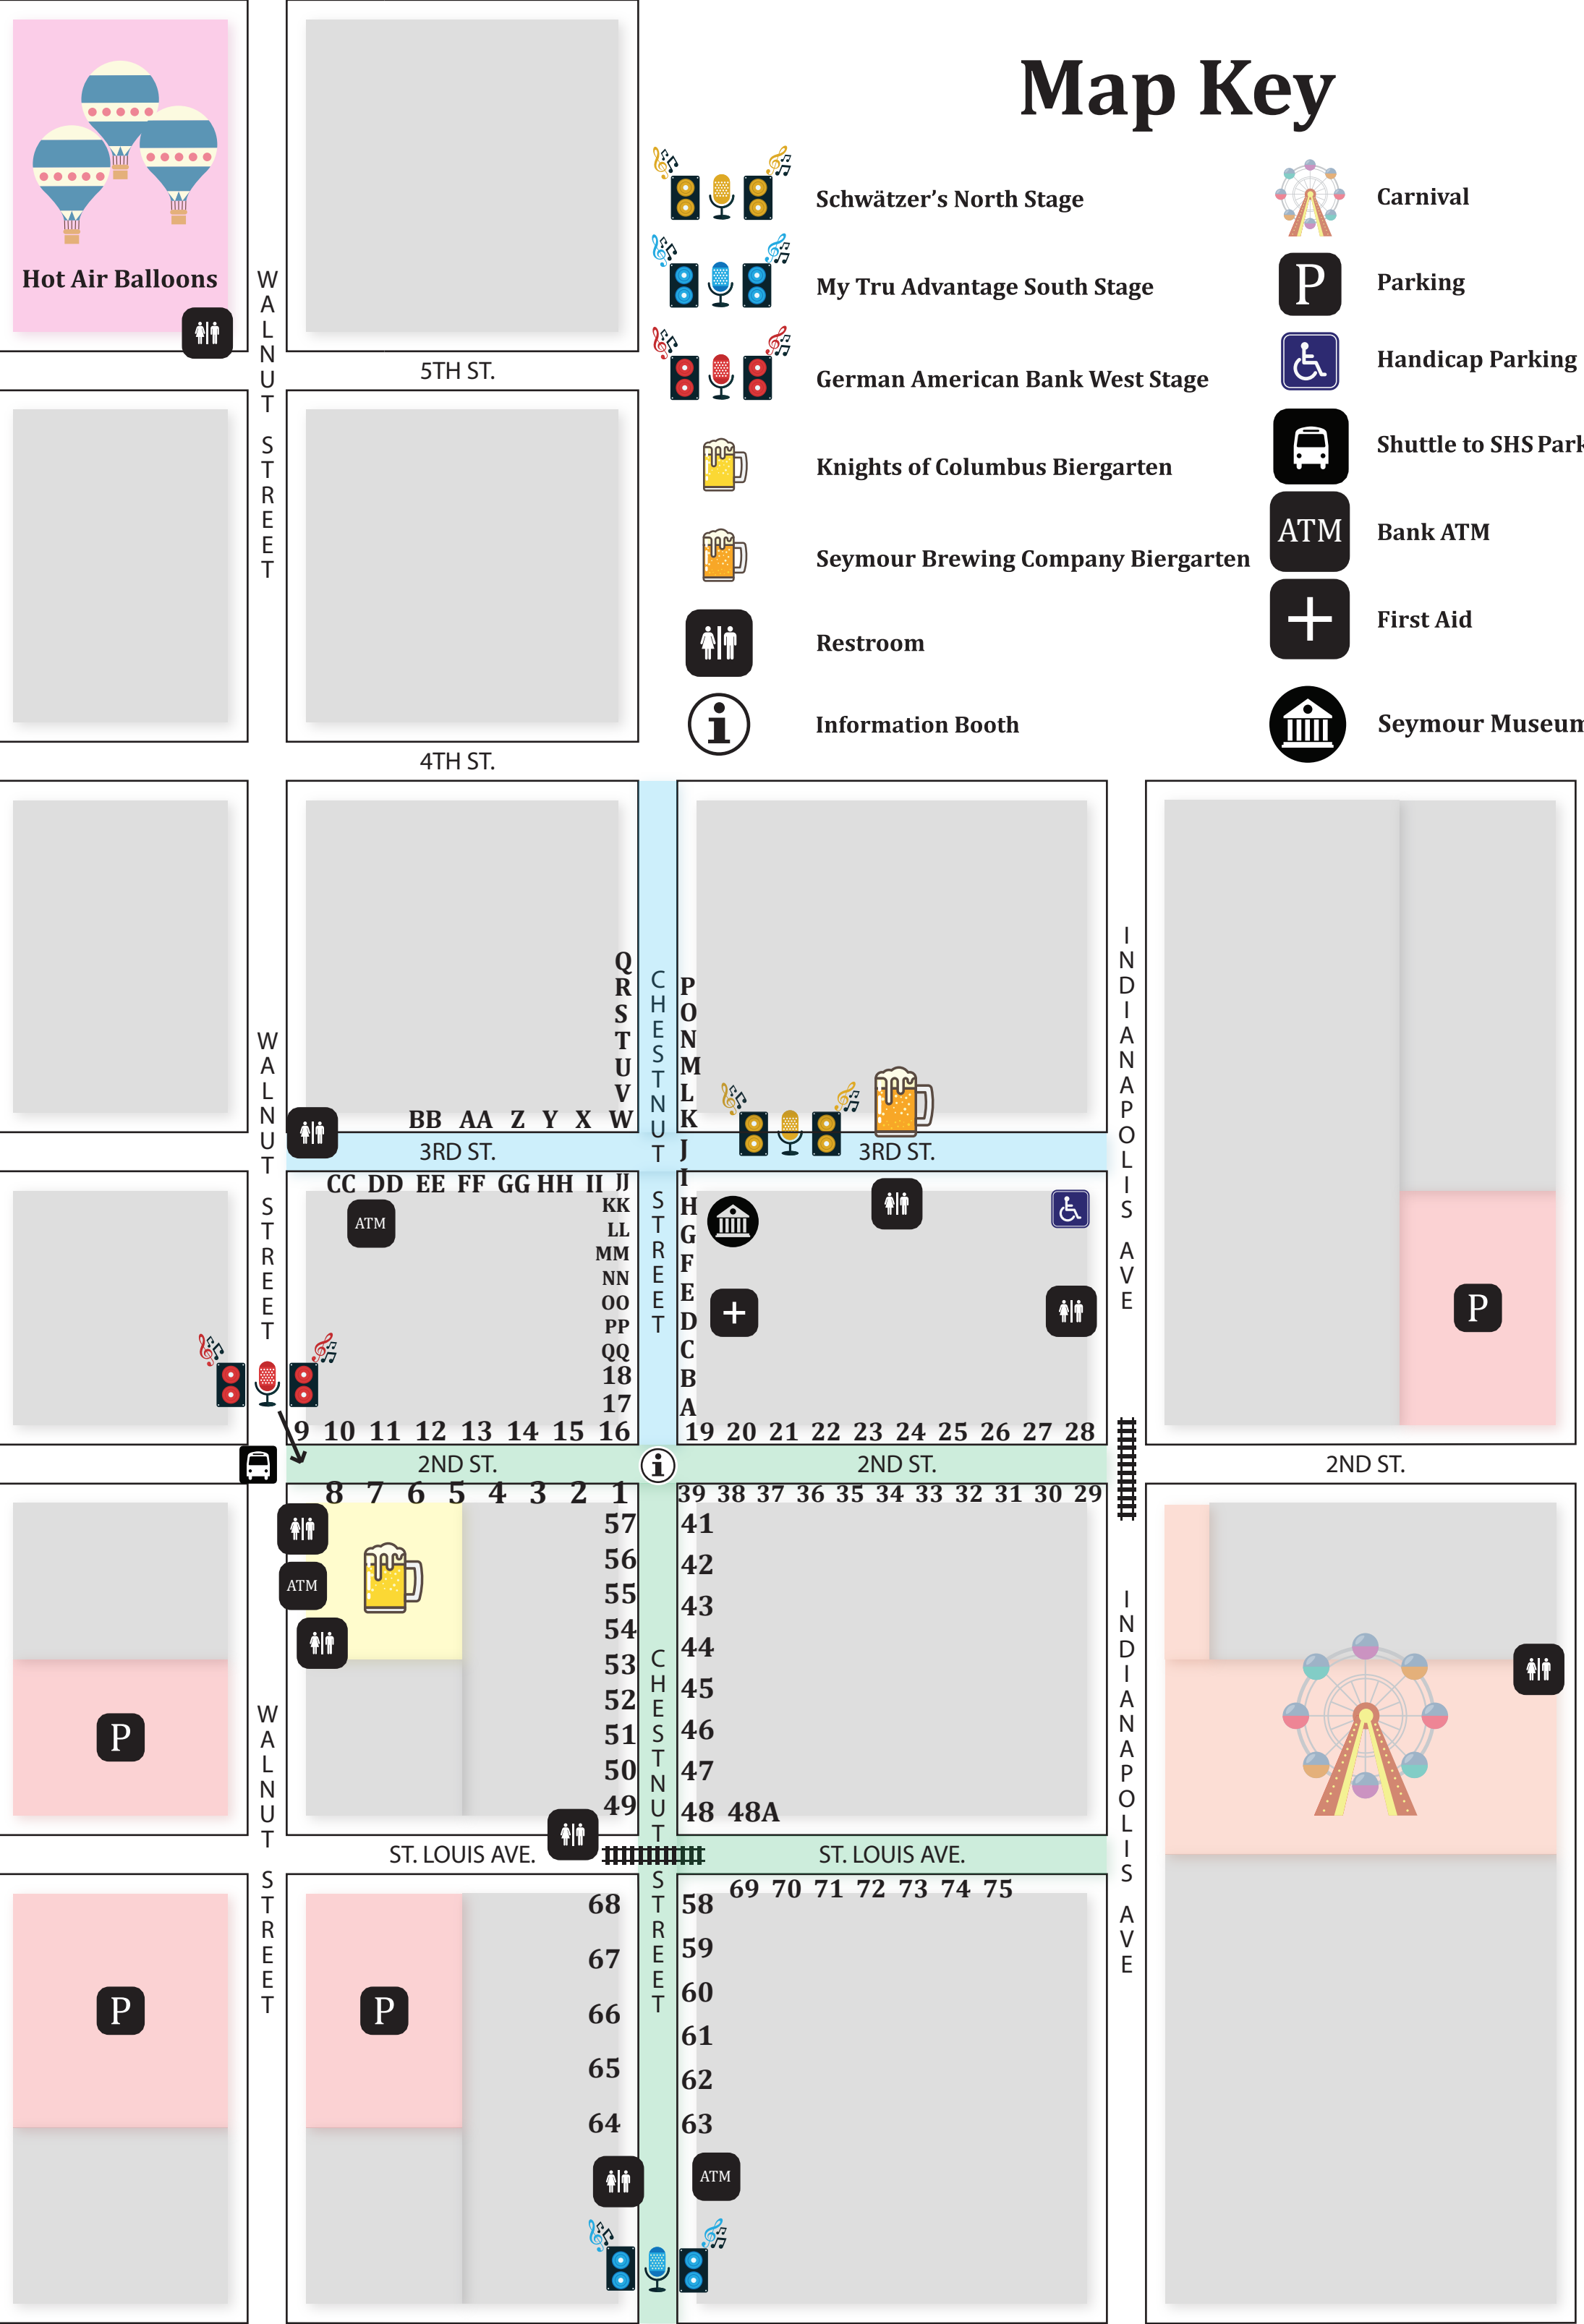 Map Key
Schwätzer's North Stage
My Tru Advantage South Stage
German American Bank West Stage
Knights of Columbus Biergarten
Seymour Brewing Company Biergarten
Restroom
i
Information Booth
Carnival
P
Parking
Handicap Parking
Shuttle to SHS Park
ATM
Bank ATM
First Aid
Seymour Museum
Hot Air Balloons
WALNUT STREET
5TH ST.
4TH ST.
WALNUT STREET
CHESTNUT STREET
INDIANAPOLIS AVE
Q
R
S
T
U
V
BB AA Z Y X W
P
O
N
M
L
K
J
I
H
G
F
E
D
C
B
A
3RD ST.
3RD ST.
CC DD EE FF GG HH II JJ
KK
LL
MM
NN
OO
PP
QQ
18
17
ATM
P
9 10 11 12 13 14 15 16
19 20 21 22 23 24 25 26 27 28
2ND ST.
i
2ND ST.
2ND ST.
8 7 6 5 4 3 2 1
39 38 37 36 35 34 33 32 31 30 29
57
56
55
54
53
52
51
50
49
41
42
43
44
45
46
47
48 48A
ATM
P
WALNUT STREET
CHESTNUT STREET
INDIANAPOLIS AVE
ST. LOUIS AVE.
ST. LOUIS AVE.
69 70 71 72 73 74 75
68
67
66
65
64
58
59
60
61
62
63
P
P
ATM